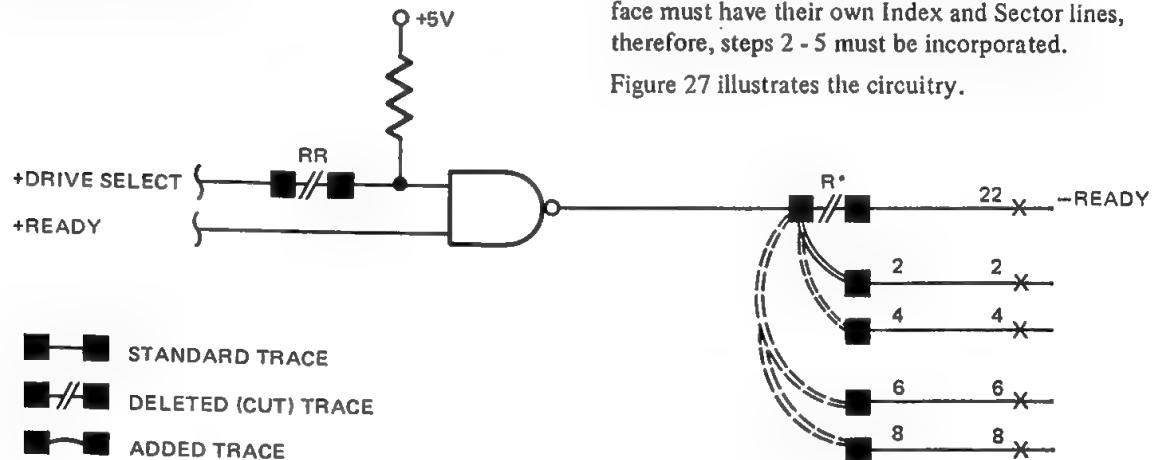 face must have their own Index and Sector lines,
therefore, steps 2 - 5 must be incorporated.
Figure 27 illustrates the circuitry.
+5V
RR
+DRIVE SELECT
+READY
R*
22
-READY
2 2
4 4
6 6
8 8
STANDARD TRACE
DELETED (CUT) TRACE
ADDED TRACE